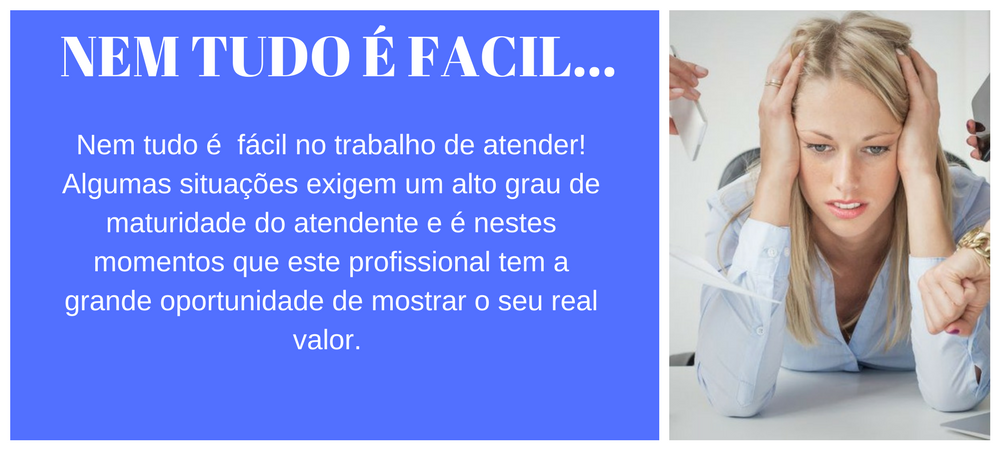 NEM TUDO É FACIL...
Nem tudo é  fácil no trabalho de atender!
Algumas situações exigem um alto grau de
maturidade do atendente e é nestes
momentos que este profissional tem a
grande oportunidade de mostrar o seu real
valor.